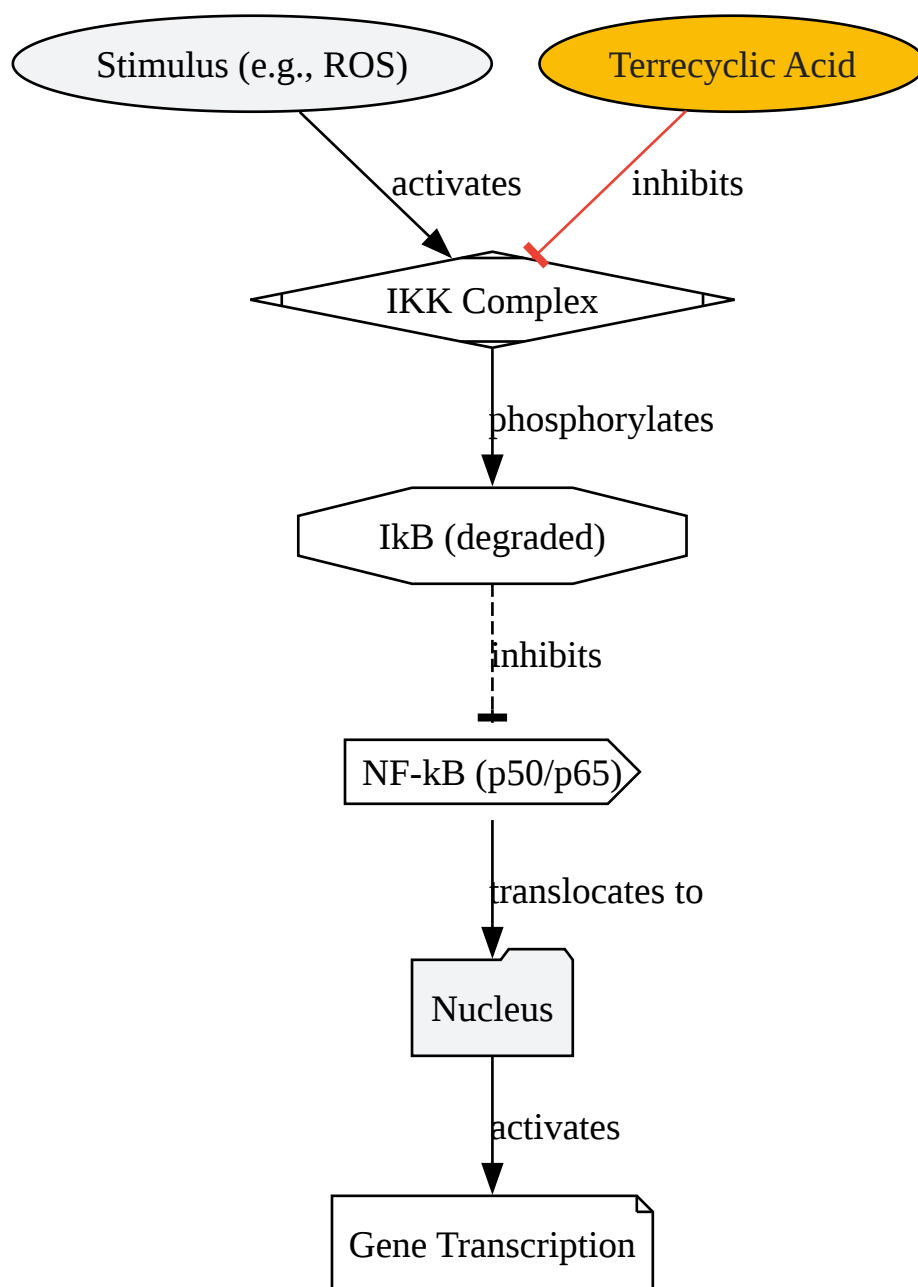 Stimulus (e.g., ROS)
Terrecyclic Acid
activates
inhibits
IKK Complex
phosphorylates
IkB (degraded)
inhibits
NF-kB (p50/p65)
translocates to
Nucleus
activates
Gene Transcription